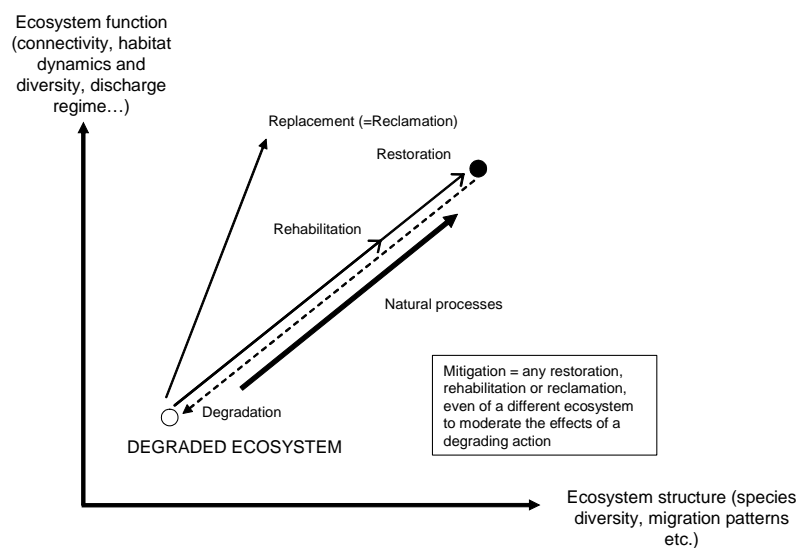 Ecosystem function
(connectivity, habitat
dynamics and
diversity, discharge
regime…)
Replacement (=Reclamation)
Restoration
Rehabilitation
Natural processes
Mitigation = any restoration,
rehabilitation or reclamation,
even of a different ecosystem
to moderate the effects of a
degrading action
Degradation
DEGRADED ECOSYSTEM
Ecosystem structure (species
diversity, migration patterns
etc.)